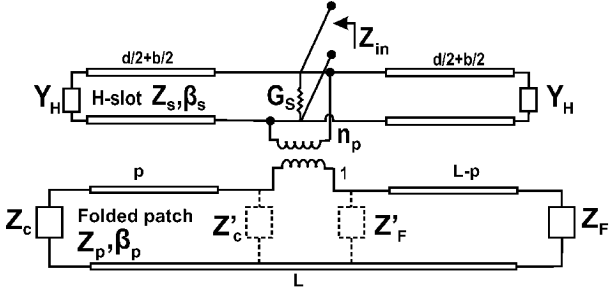 Z_in
d/2+b/2
d/2+b/2
Y_H
H-slot Z_s,β_s
G_S
Y_H
n_p
1
p
L-p
Z_c
Folded patch
Z_p,β_p
Z'_c
Z'_F
Z_F
L